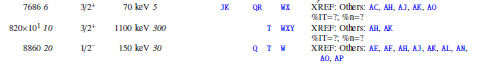 7686 6 3/2⁺ 70 keV 5 JK QR WX XREF: Others: AC, AH, AJ, AK, AO
%IT=?; %n=?
820×10¹ 10 3/2⁺ 1100 keV 300 T WXY XREF: Others: AH, AK
%IT=?; %n=?
8860 20 1/2⁻ 150 keV 30 Q T W XREF: Others: AE, AF, AH, AJ, AK, AL, AN,
AO, AP